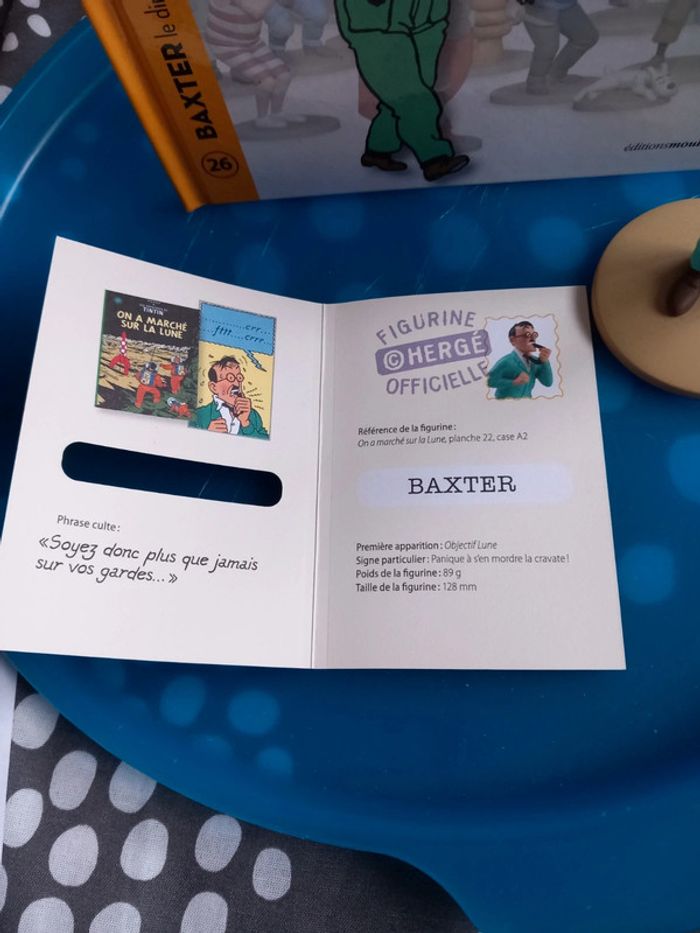 BAXTER le di
26
éditions mou
TINTIN
ON A MARCHÉ
SUR LA LUNE
............crr...
...ftt.....crrr...
Phrase culte :
«Soyez donc plus que jamais
sur vos gardes...»
FIGURINE
©HERGÉ
OFFICIELLE
Référence de la figurine :
On a marché sur la Lune, planche 22, case A2
BAXTER
Première apparition : Objectif Lune
Signe particulier : Panique à s'en mordre la cravate !
Poids de la figurine : 89 g
Taille de la figurine : 128 mm